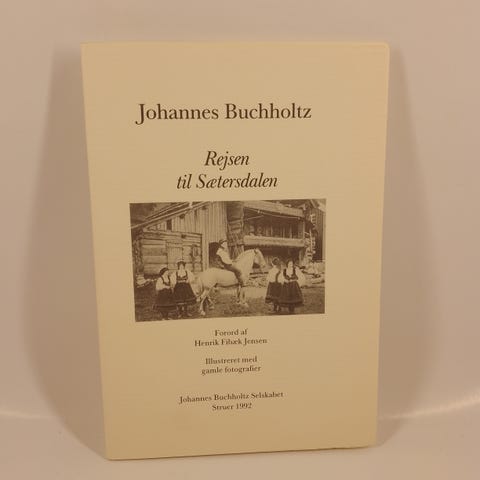 Johannes Buchholtz
Rejsen
til Sætersdalen
Forord af
Henrik Fibæk Jensen
Illustreret med
gamle fotografier
Johannes Buchholtz Selskabet
Struer 1992